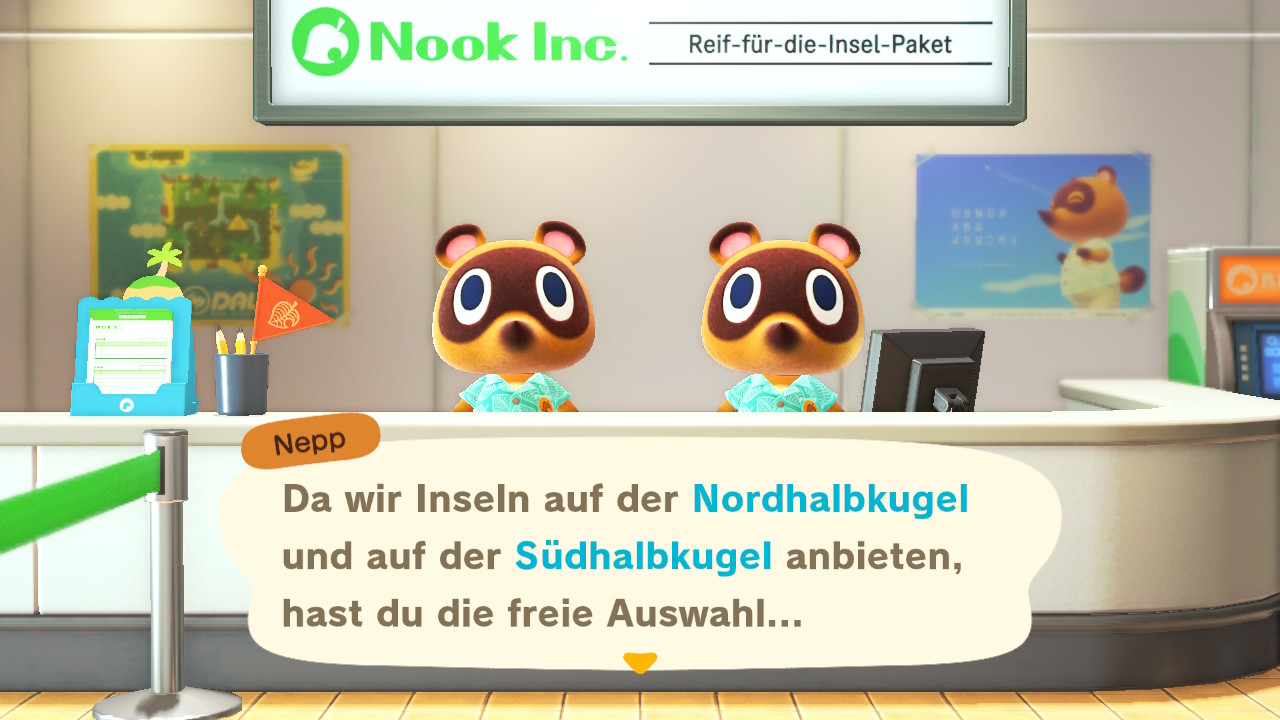 Nook Inc.
Reif-für-die-Insel-Paket
DAL
Nepp
Da wir Inseln auf der Nordhalbkugel
und auf der Südhalbkugel anbieten,
hast du die freie Auswahl...